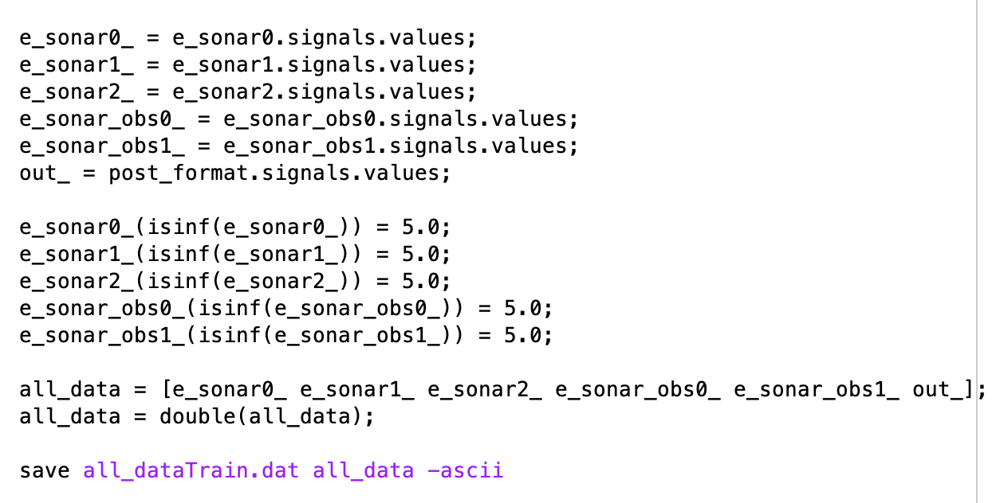 e_sonar0_ = e_sonar0.signals.values;
e_sonar1_ = e_sonar1.signals.values;
e_sonar2_ = e_sonar2.signals.values;
e_sonar_obs0_ = e_sonar_obs0.signals.values;
e_sonar_obs1_ = e_sonar_obs1.signals.values;
out_ = post_format.signals.values;
e_sonar0_(isinf(e_sonar0_)) = 5.0;
e_sonar1_(isinf(e_sonar1_)) = 5.0;
e_sonar2_(isinf(e_sonar2_)) = 5.0;
e_sonar_obs0_(isinf(e_sonar_obs0_)) = 5.0;
e_sonar_obs1_(isinf(e_sonar_obs1_)) = 5.0;
all_data = [e_sonar0_ e_sonar1_ e_sonar2_ e_sonar_obs0_ e_sonar_obs1_ out_];
all_data = double(all_data);
save all_dataTrain.dat all_data -ascii